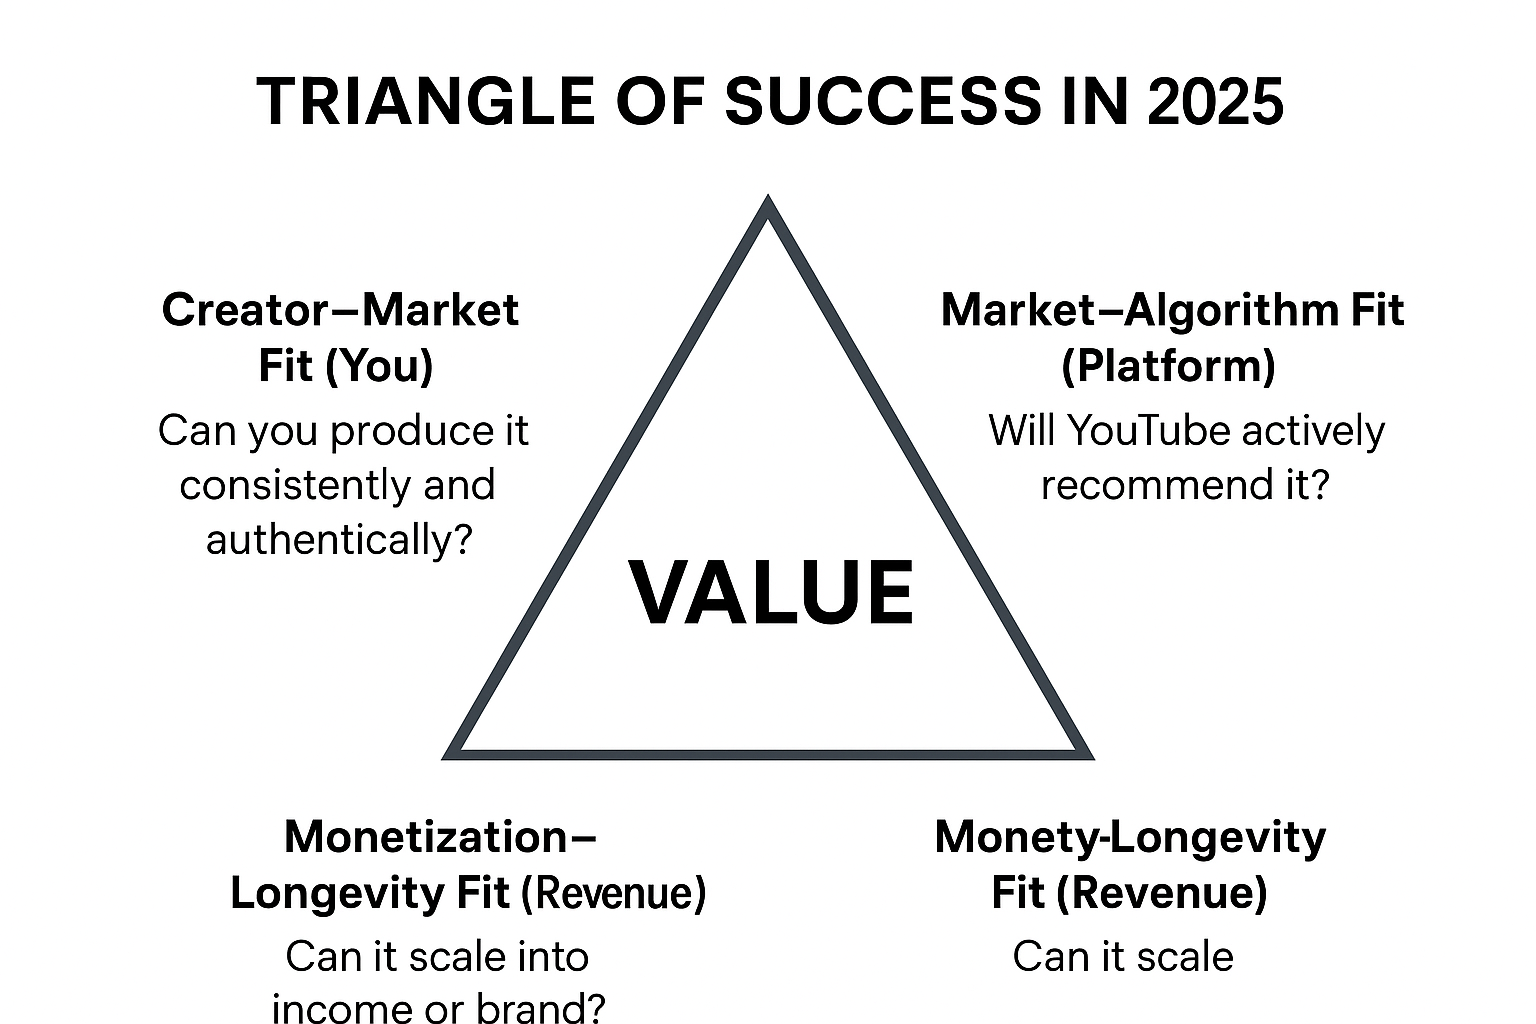 TRIANGLE OF SUCCESS IN 2025
Creator–Market
Fit (You)
Can you produce it
consistently and
authentically?
Market–Algorithm Fit
(Platform)
Will YouTube actively
recommend it?
VALUE
Monetization–
Longevity Fit (Revenue)
Can it scale into
income or brand?
Monety-Longevity
Fit (Revenue)
Can it scale